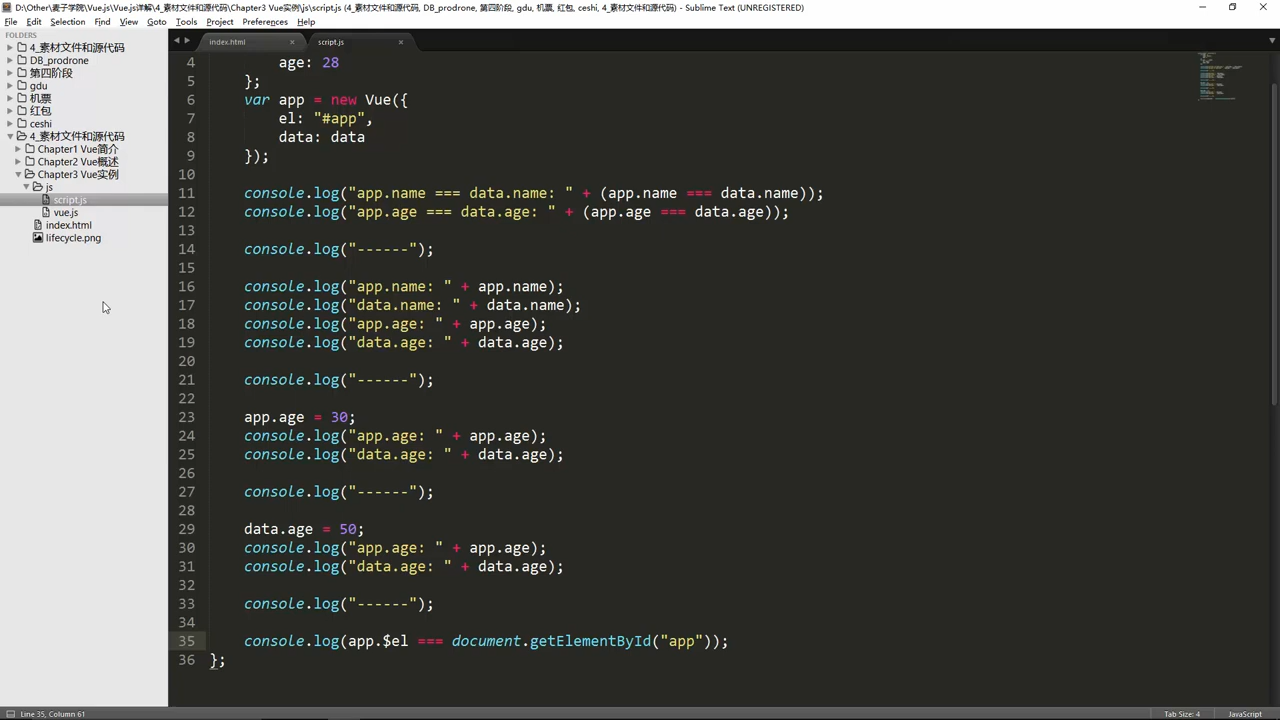 D:\Other\麦子学院\Vue.js\Vue.js详解\4_素材文件和源代码\Chapter3 Vue实例\js\script.js (4_素材文件和源代码, DB_prodrone, 第四阶段, gdu, 机票, 红包, ceshi, 4_素材文件和源代码) - Sublime Text (UNREGISTERED)
File Edit Selection Find View Goto Tools Project Preferences Help
FOLDERS
4_素材文件和源代码
DB_prodrone
第四阶段
gdu
机票
红包
ceshi
4_素材文件和源代码
Chapter1 Vue简介
Chapter2 Vue概述
Chapter3 Vue实例
js
script.js
vue.js
index.html
lifecycle.png
index.html × script.js ×
4 age: 28
5 };
6 var app = new Vue({
7 el: "#app",
8 data: data
9 });
10
11 console.log("app.name === data.name: " + (app.name === data.name));
12 console.log("app.age === data.age: " + (app.age === data.age));
13
14 console.log("------");
15
16 console.log("app.name: " + app.name);
17 console.log("data.name: " + data.name);
18 console.log("app.age: " + app.age);
19 console.log("data.age: " + data.age);
20
21 console.log("------");
22
23 app.age = 30;
24 console.log("app.age: " + app.age);
25 console.log("data.age: " + data.age);
26
27 console.log("------");
28
29 data.age = 50;
30 console.log("app.age: " + app.age);
31 console.log("data.age: " + data.age);
32
33 console.log("------");
34
35 console.log(app.$el === document.getElementById("app"));
36 };
Line 35, Column 61 Tab Size: 4 JavaScript